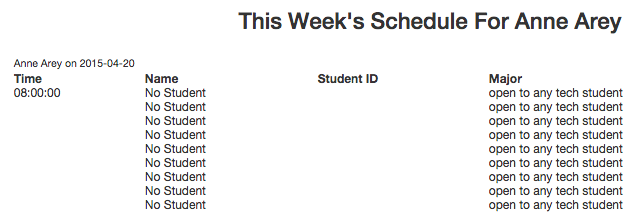 This Week's Schedule For Anne Arey
Anne Arey on 2015-04-20
Time Name Student ID Major
08:00:00 No Student open to any tech student
No Student open to any tech student
No Student open to any tech student
No Student open to any tech student
No Student open to any tech student
No Student open to any tech student
No Student open to any tech student
No Student open to any tech student
No Student open to any tech student